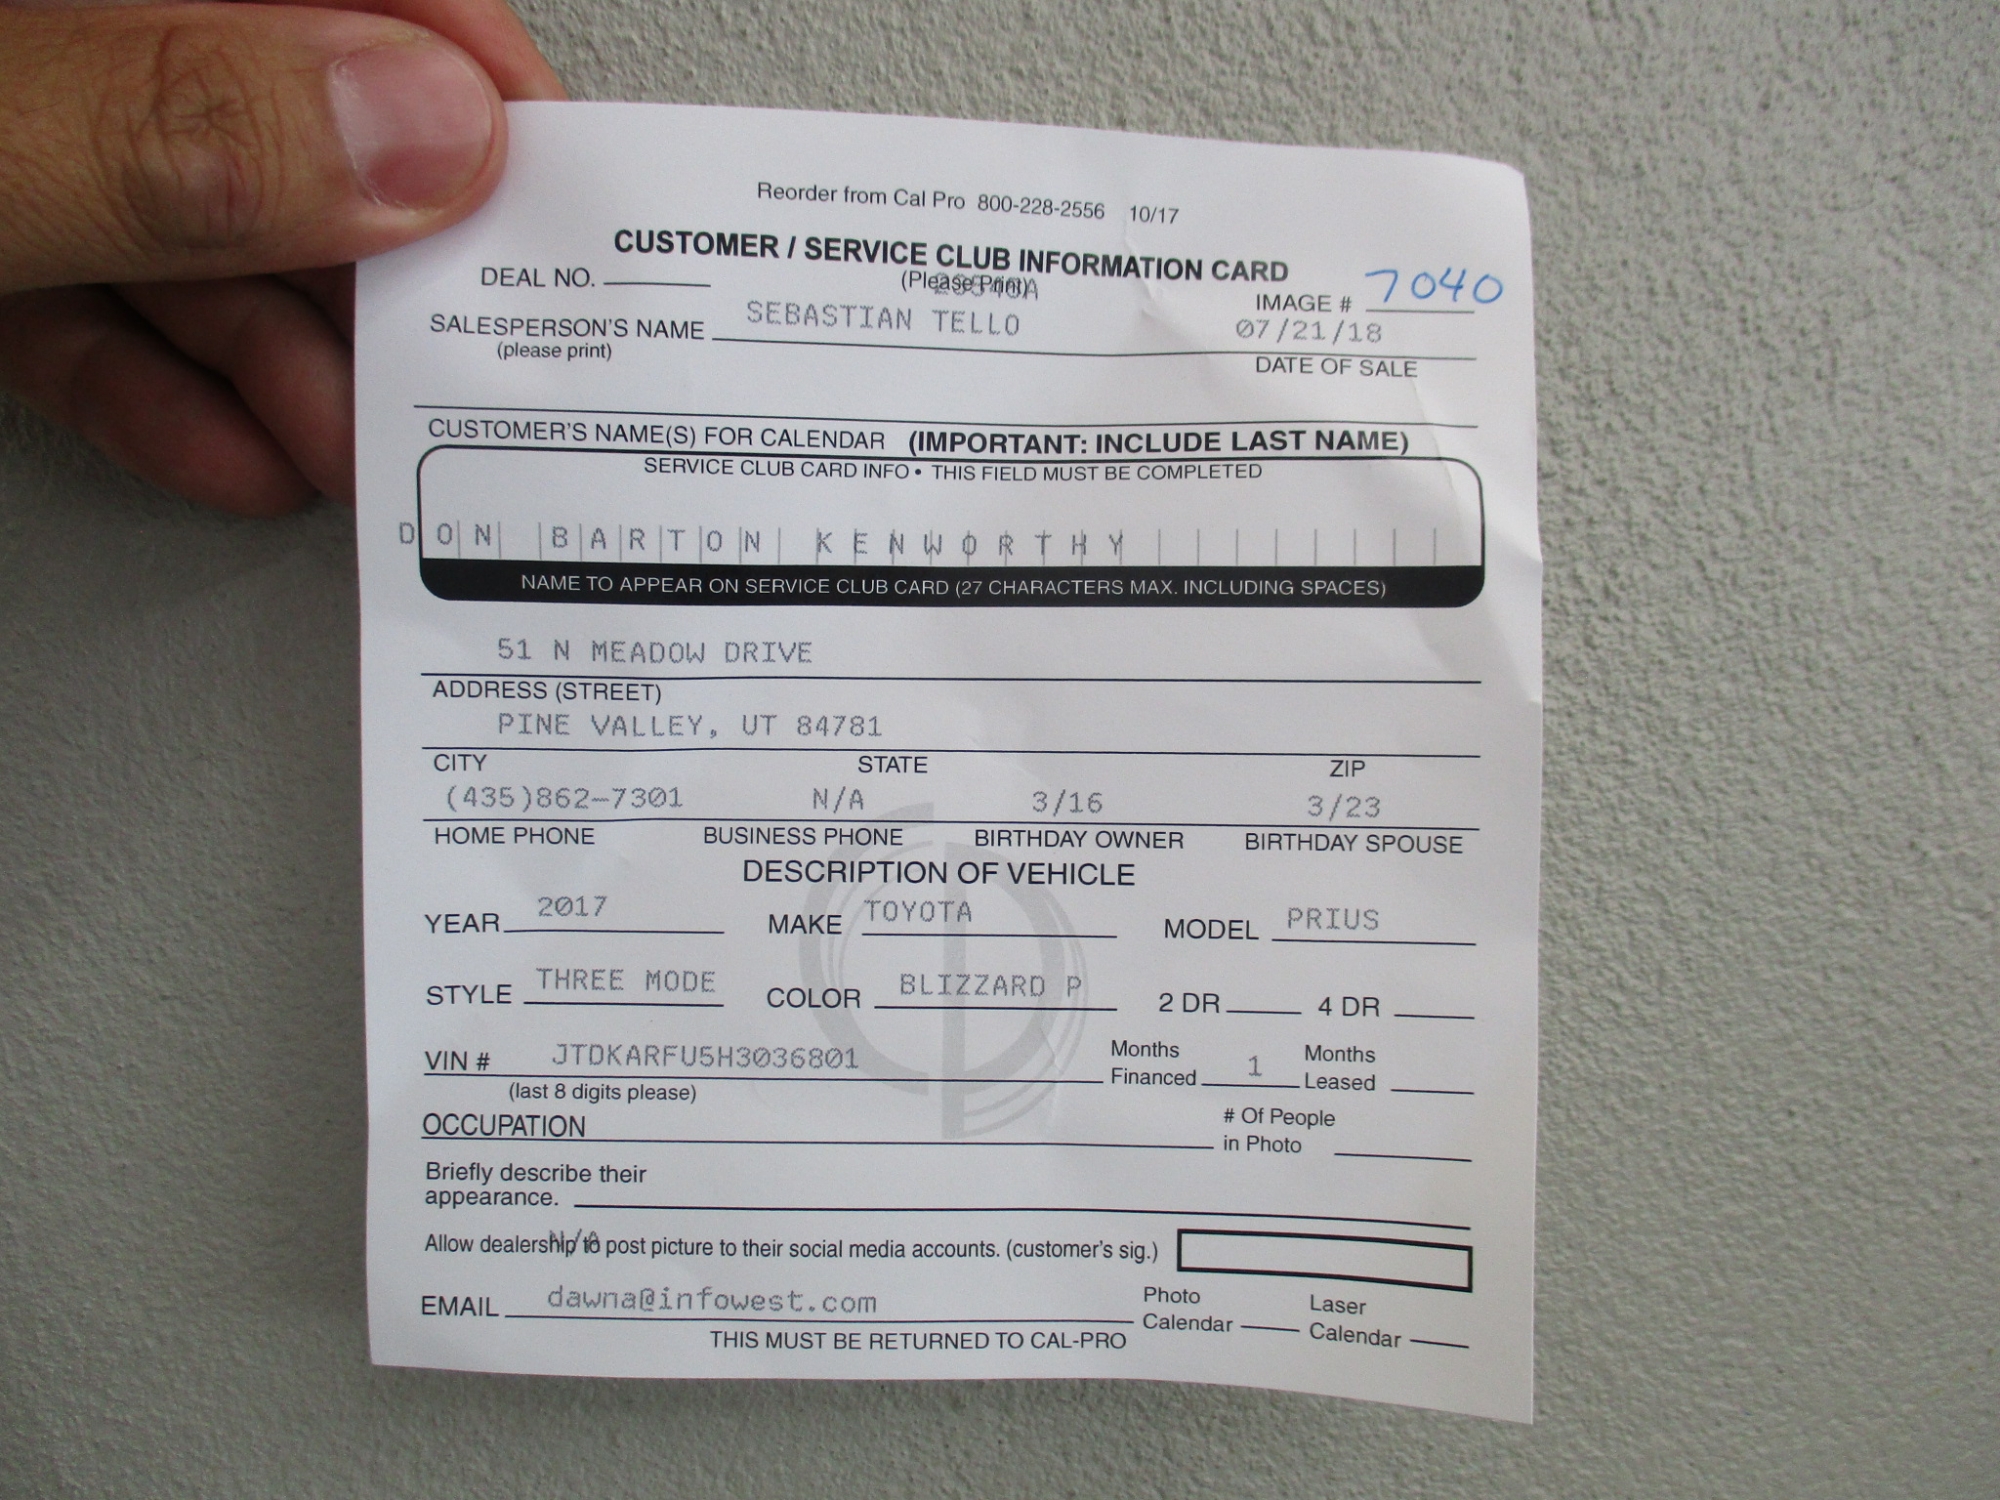 Reorder from Cal Pro 800-228-2556 10/17
CUSTOMER / SERVICE CLUB INFORMATION CARD
DEAL NO. (Please Print) IMAGE # 7040
SALESPERSON'S NAME SEBASTIAN TELLO 07/21/18
(please print) DATE OF SALE
CUSTOMER'S NAME(S) FOR CALENDAR (IMPORTANT: INCLUDE LAST NAME)
SERVICE CLUB CARD INFO • THIS FIELD MUST BE COMPLETED
DON BARTON KENWORTHY
NAME TO APPEAR ON SERVICE CLUB CARD (27 CHARACTERS MAX. INCLUDING SPACES)
51 N MEADOW DRIVE
ADDRESS (STREET)
PINE VALLEY, UT 84781
CITY STATE ZIP
(435)862-7301 N/A 3/16 3/23
HOME PHONE BUSINESS PHONE BIRTHDAY OWNER BIRTHDAY SPOUSE
DESCRIPTION OF VEHICLE
YEAR 2017 MAKE TOYOTA MODEL PRIUS
STYLE THREE MODE COLOR BLIZZARD P 2 DR 4 DR
VIN # JTDKARFU5H3036801 Months Financed 1 Months Leased
(last 8 digits please)
OCCUPATION # Of People in Photo
Briefly describe their
appearance.
N/A
Allow dealership to post picture to their social media accounts. (customer's sig.)
EMAIL dawna@infowest.com Photo Calendar Laser Calendar
THIS MUST BE RETURNED TO CAL-PRO